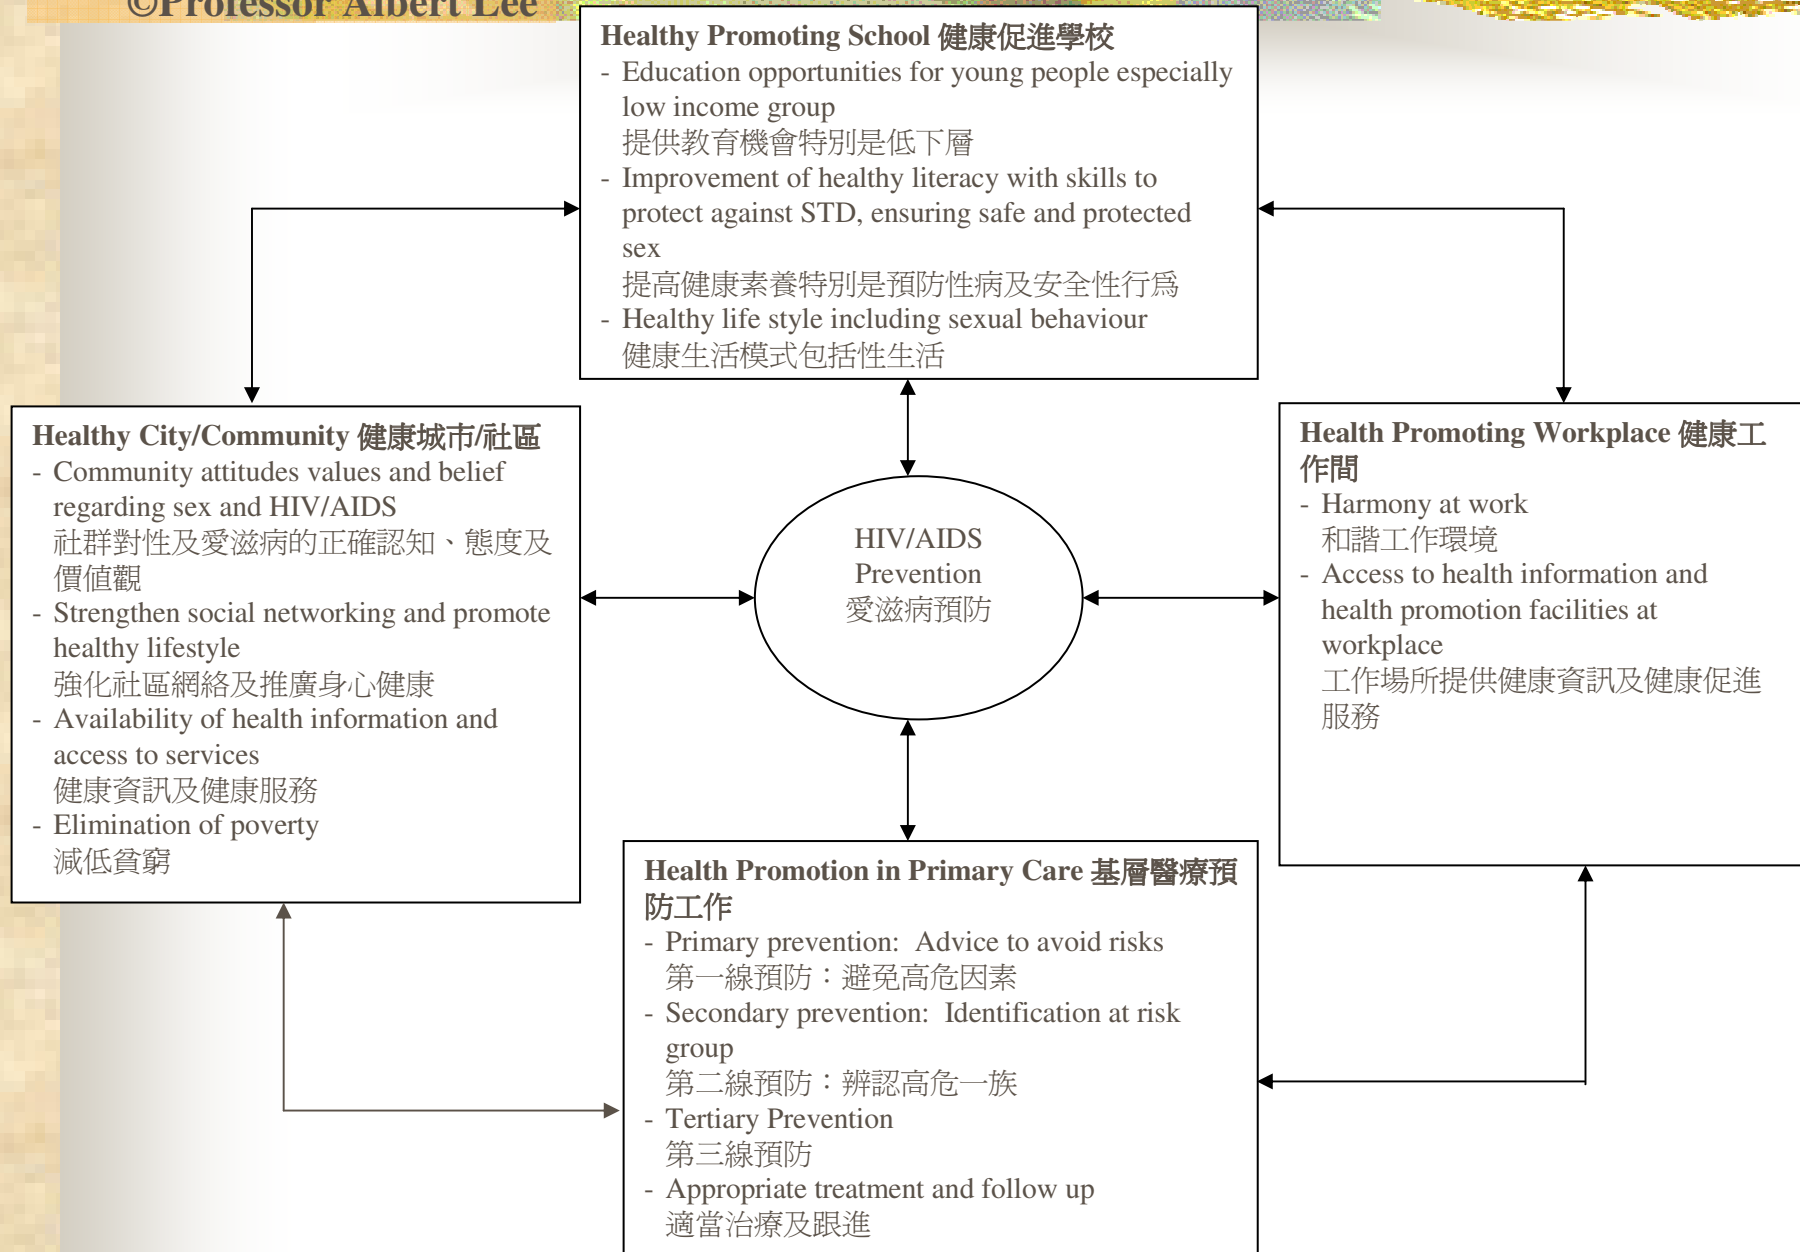 ©Professor Albert Lee
Healthy Promoting School 健康促進學校
- Education opportunities for young people especially
low income group
提供教育機會特別是低下層
- Improvement of healthy literacy with skills to
protect against STD, ensuring safe and protected
sex
提高健康素養特別是預防性病及安全性行爲
- Healthy life style including sexual behaviour
健康生活模式包括性生活
Healthy City/Community 健康城市/社區
- Community attitudes values and belief
regarding sex and HIV/AIDS
社群對性及愛滋病的正確認知、態度及
價值觀
- Strengthen social networking and promote
healthy lifestyle
強化社區網絡及推廣身心健康
- Availability of health information and
access to services
健康資訊及健康服務
- Elimination of poverty
減低貧窮
HIV/AIDS
Prevention
愛滋病預防
Health Promoting Workplace 健康工
作間
- Harmony at work
和諧工作環境
- Access to health information and
health promotion facilities at
workplace
工作場所提供健康資訊及健康促進
服務
Health Promotion in Primary Care 基層醫療預
防工作
- Primary prevention: Advice to avoid risks
第一線預防：避免高危因素
- Secondary prevention: Identification at risk
group
第二線預防：辨認高危一族
- Tertiary Prevention
第三線預防
- Appropriate treatment and follow up
適當治療及跟進